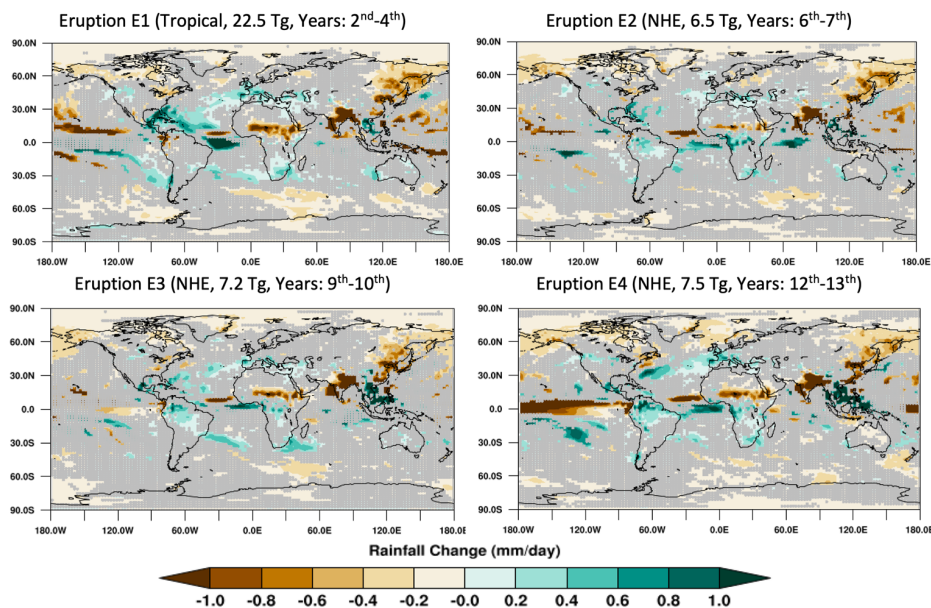 Eruption E1 (Tropical, 22.5 Tg, Years: 2nd-4th)
Eruption E2 (NHE, 6.5 Tg, Years: 6th-7th)
90.0N
60.0N
30.0N
0.0
30.0S
60.0S
90.0S
180.0W 120.0W 60.0W 0.0E 60.0E 120.0E 180.0E
90.0N
60.0N
30.0N
0.0
30.0S
60.0S
90.0S
180.0W 120.0W 60.0W 0.0E 60.0E 120.0E 180.0E
Eruption E3 (NHE, 7.2 Tg, Years: 9th-10th)
Eruption E4 (NHE, 7.5 Tg, Years: 12th-13th)
90.0N
60.0N
30.0N
0.0
30.0S
60.0S
90.0S
180.0W 120.0W 60.0W 0.0E 60.0E 120.0E 180.0E
90.0N
60.0N
30.0N
0.0
30.0S
60.0S
90.0S
180.0W 120.0W 60.0W 0.0E 60.0E 120.0E 180.0E
Rainfall Change (mm/day)
-1.0 -0.8 -0.6 -0.4 -0.2 -0.0 0.2 0.4 0.6 0.8 1.0